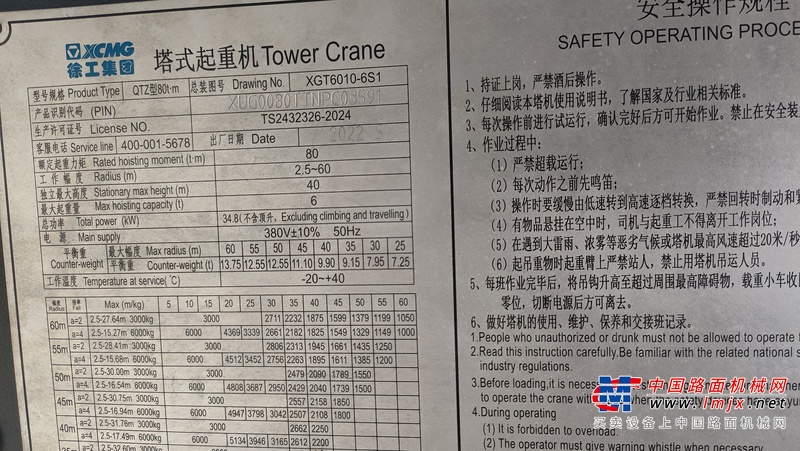 XCMG
徐工集团
塔式起重机 Tower Crane
型号规格 Product Type QTZ型80t·m 总装图号 Drawing No. XGT6010-6S1
产品识别代码 (PIN)
生产许可证号 License NO. TS2432326-2024
客服电话 Service line 400-001-5678 出厂日期 Date 2022
额定起重力矩 Rated hoisting moment (t·m) 80
工作幅度 Radius (m) 2.5~60
独立最大高度 Stationary max height (m) 40
最大起重量 Max hoisting capacity (t) 6
总功率 Total power (kW) 34.8(不含顶升, Excluding climbing and travelling)
电源 Main supply 380V±10% 50Hz
平衡重 Counter-weight 最大幅度 Max radius (m) 60 55 50 45 40 35 30 25
平衡重 Counter-weight (t) 13.75 12.55 12.55 11.10 9.90 9.15 7.95 7.25
工作温度 Temperature at service(℃) -20~+40
幅度 Radius 倍率 Fall Max (m/kg) 5 10 15 20 25 30 35 40 45 50 55 60
60m a=2 2.5-27.64m 3000kg 3000 2711 2232 1875 1599 1379 1199 1050
a=4 2.5-15.27m 6000kg 6000 4369 3339 2661 2182 1825 1549 1329 1149 1000
55m a=2 2.5-28.41m 3000kg 3000 2806 2313 1945 1661 1435 1250
a=4 2.5-15.68m 6000kg 6000 4512 3452 2756 2263 1895 1611 1385 1200
50m a=2 2.5-30.00m 3000kg 3000 2479 2090 1789 1550
a=4 2.5-16.54m 6000kg 6000 4808 3687 2950 2429 2040 1739 1500
45m a=2 2.5-30.75m 3000kg 3000 2557 2158 1850
a=4 2.5-16.94m 6000kg 6000 4947 3798 3042 2507 2108 1800
40m a=2 2.5-31.76m 3000kg 3000 2662 2250
a=4 2.5-17.49m 6000kg 6000 5134 3946 3165 2612 2200
2.5-32.60m 3000kg 3000
安全操作规程
SAFETY OPERATING PROCE
1、持证上岗，严禁酒后操作。
2、仔细阅读本塔机使用说明书，了解国家及行业相关标准。
3、每次操作前进行试运行，确认完好后方可开始作业。禁止在安全装
4、作业过程中：
(1) 严禁超载运行；
(2) 每次动作之前先鸣笛；
(3) 操作时要缓慢由低速转到高速逐档转换，严禁回转时制动和紧
(4) 有物品悬挂在空中时，司机与起重工不得离开工作岗位；
(5) 在遇到大雷雨、浓雾等恶劣气候或塔机最高风速超过20米/秒
(6) 起吊重物时起重臂上严禁站人，禁止用塔机吊运人员。
5、每班作业完毕后，将吊钩升高至超过周围最高障碍物，载重小车收回
零位，切断电源后方可离去。
6、做好塔机的使用、维护、保养和交接班记录。
1.People who unauthorized or drunk must not be allowed to operate t
2.Read this instruction carefully.Be familiar with the related national s
industry regulations.
3.Before loading,it is necessa
to operate the crane wit
4.During operating
(1) It is forbidden to overload.
(2) The operator must give warning whistle when necessary.
中国路面机械网
www.lmjx.net
买卖设备上中国路面机械网